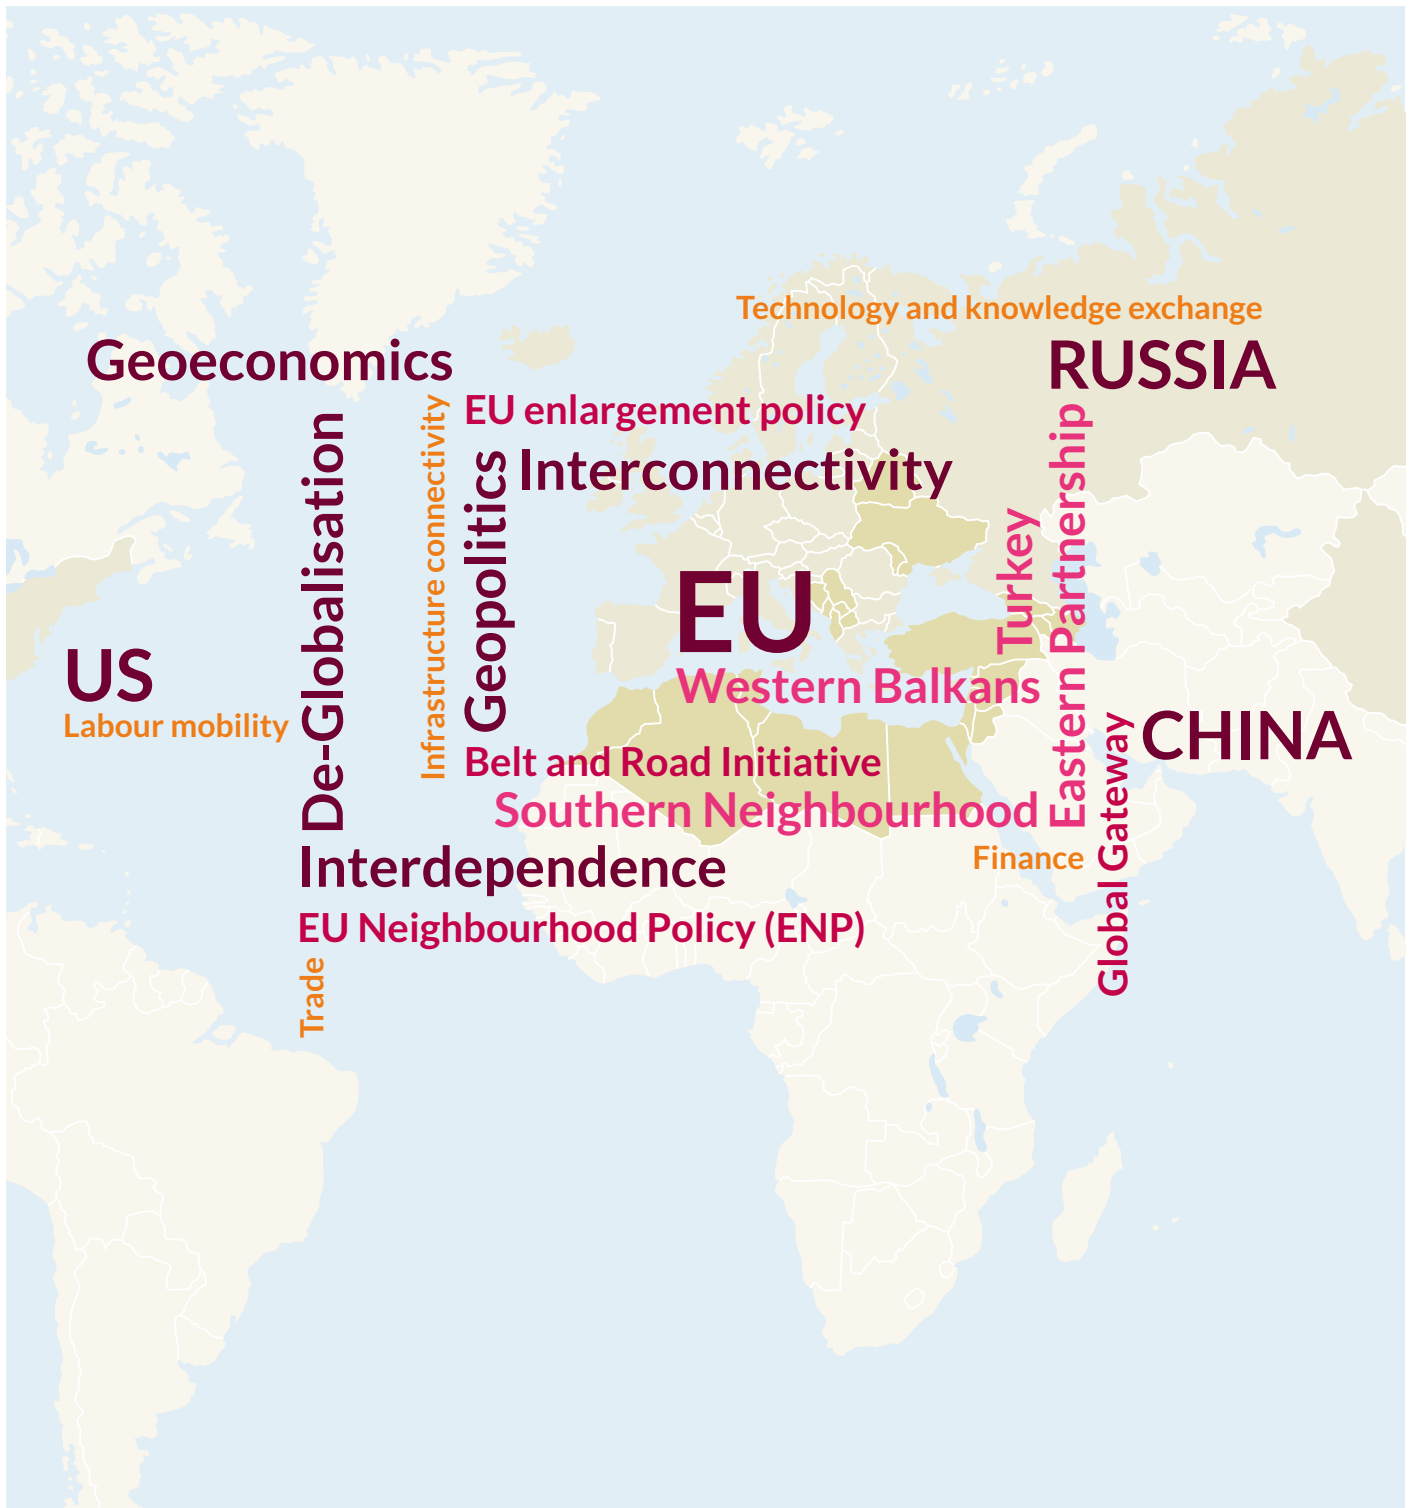 Technology and knowledge exchange
Geoeconomics
RUSSIA
EU enlargement policy
Infrastructure connectivity
De-Globalisation
Geopolitics
Interconnectivity
Eastern Partnership
Turkey
EU
US
Western Balkans
Labour mobility
CHINA
Global Gateway
Belt and Road Initiative
Southern Neighbourhood
Interdependence
Finance
EU Neighbourhood Policy (ENP)
Trade